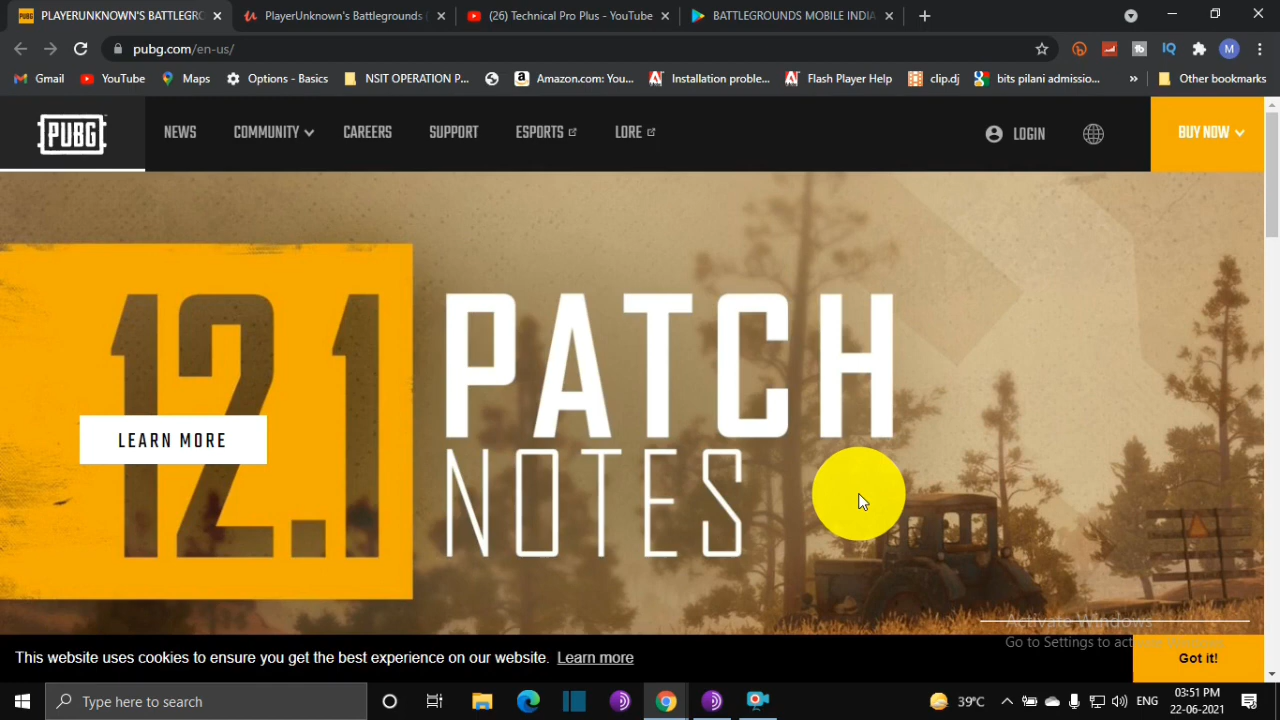 PLAYERUNKNOWN'S BATTLEGRO
PlayerUnknown's Battlegrounds (
(26) Technical Pro Plus - YouTube
BATTLEGROUNDS MOBILE INDIA
pubg.com/en-us/
IQ
M
Gmail
YouTube
Maps
Options - Basics
NSIT OPERATION P...
Amazon.com: You...
Installation proble...
Flash Player Help
clip.dj
bits pilani admissio...
»
Other bookmarks
PUBG
NEWS
COMMUNITY
CAREERS
SUPPORT
ESPORTS
LORE
LOGIN
BUY NOW
12.1
PATCH
NOTES
LEARN MORE
Activate Windows
Go to Settings to
This website uses cookies to ensure you get the best experience on our website. Learn more
Got it!
Type here to search
39°C
ENG
03:51 PM
22-06-2021